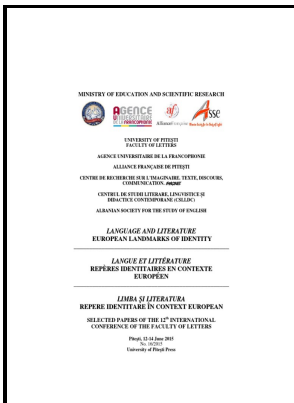 MINISTRY OF EDUCATION AND SCIENTIFIC RESEARCH
AGENCE
UNIVERSITAIRE
DE LA FRANCOPHONIE
af
AllianceFrançaise
Asse
UNIVERSITY OF PITEŞTI
FACULTY OF LETTERS
AGENCE UNIVERSITAIRE DE LA FRANCOPHONIE
ALLIANCE FRANÇAISE DE PITEŞTI
CENTRE DE RECHERCHE SUR L'IMAGINAIRE. TEXTE, DISCOURS,
COMMUNICATION.
CENTRUL DE STUDII LITERARE, LINGVISTICE ŞI
DIDACTICE CONTEMPORANE (CSLLDC)
ALBANIAN SOCIETY FOR THE STUDY OF ENGLISH
LANGUAGE AND LITERATURE
EUROPEAN LANDMARKS OF IDENTITY
LANGUE ET LITTÉRATURE
REPÈRES IDENTITAIRES EN CONTEXTE
EUROPÉEN
LIMBA ŞI LITERATURA
REPERE IDENTITARE ÎN CONTEXT EUROPEAN
SELECTED PAPERS OF THE 12th INTERNATIONAL
CONFERENCE OF THE FACULTY OF LETTERS
Piteşti, 12-14 June 2015
No. 16/2015
University of Piteşti Press